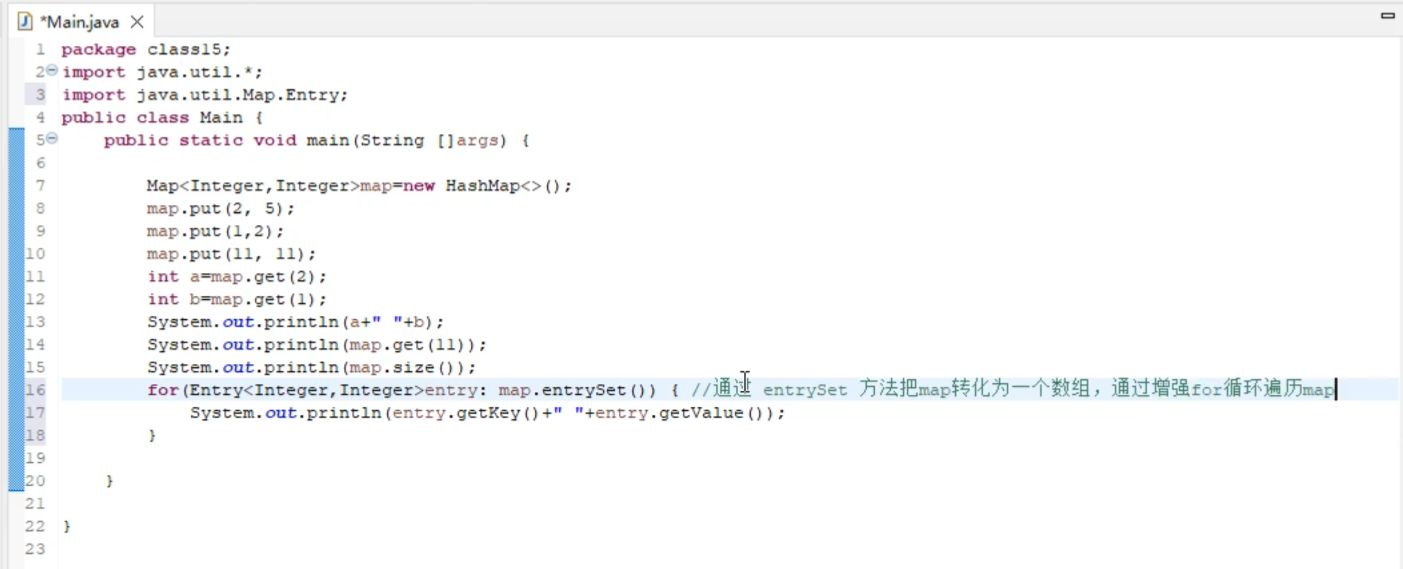 *Main.java
1 package class15;
2 import java.util.*;
3 import java.util.Map.Entry;
4 public class Main {
5 public static void main(String []args) {
6
7 Map<Integer,Integer>map=new HashMap<>();
8 map.put(2, 5);
9 map.put(1,2);
10 map.put(11, 11);
11 int a=map.get(2);
12 int b=map.get(1);
13 System.out.println(a+" "+b);
14 System.out.println(map.get(11));
15 System.out.println(map.size());
16 for(Entry<Integer,Integer>entry: map.entrySet()) { //通过 entrySet 方法把map转化为一个数组，通过增强for循环遍历map
17 System.out.println(entry.getKey()+" "+entry.getValue());
18 }
19
20 }
21
22 }
23